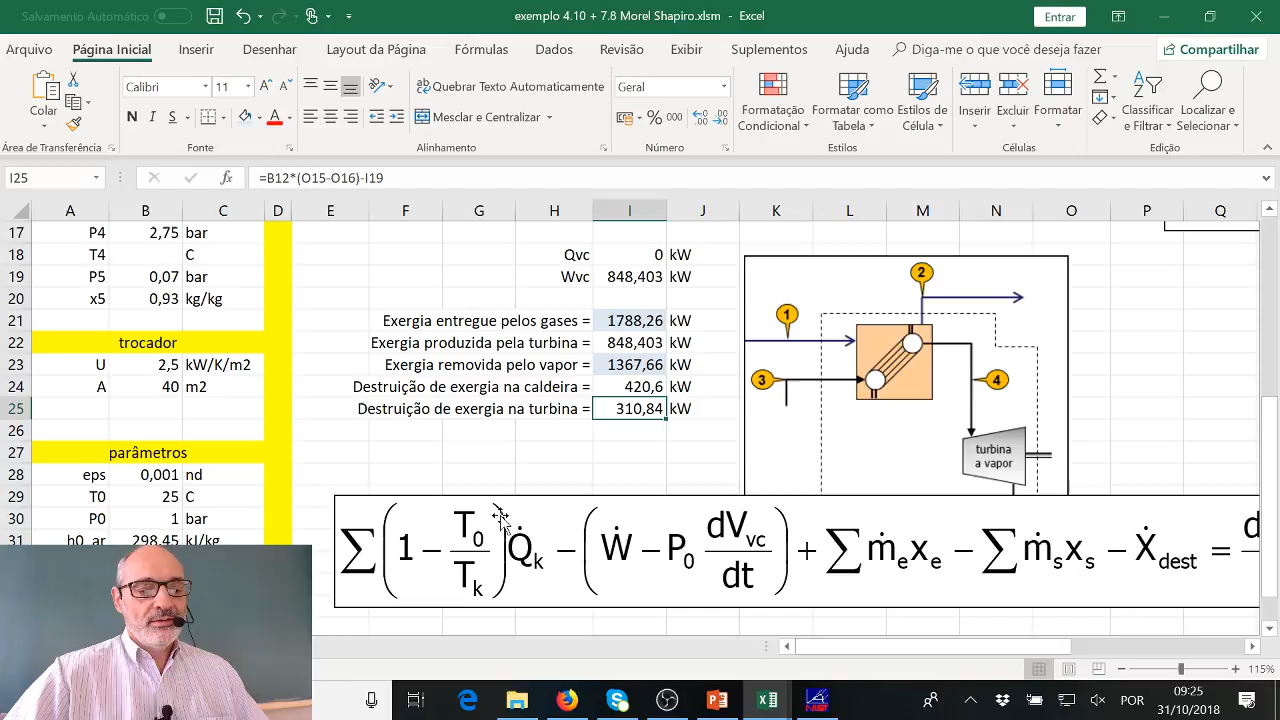 Salvamento Automático
exemplo 4.10 + 7.8 Morel Shapiro.xlsm - Excel
Entrar
Arquivo Página Inicial Inserir Desenhar Layout da Página Fórmulas Dados Revisão Exibir Suplementos Ajuda Diga-me o que você deseja fazer Compartilhar
Colar
Calibri 11
N I S
Quebrar Texto Automaticamente
Mesclar e Centralizar
Geral
% 000
Formatação Condicional
Formatar como Tabela
Estilos de Célula
Inserir Excluir Formatar
Classificar e Filtrar
Localizar e Selecionar
Área de Transferência Fonte Alinhamento Número Estilos Células Edição
I25 fx =B12*(O15-O16)-I19
A B C D E F G H I J K L M N O P Q
17 P4 2,75 bar
18 T4 C Qvc 0 kW
19 P5 0,07 bar Wvc 848,403 kW
20 x5 0,93 kg/kg
21 Exergia entregue pelos gases = 1788,26 kW
22 trocador Exergia produzida pela turbina = 848,403 kW
23 U 2,5 kW/K/m2 Exergia removida pelo vapor = 1367,66 kW
24 A 40 m2 Destruição de exergia na caldeira = 420,6 kW
25 Destruição de exergia na turbina = 310,84 kW
26
27 parâmetros
28 eps 0,001 nd
29 T0 25 C
30 P0 1 bar
31 h0_ar 298,45 kJ/kg
1
2
3
4
turbina
a vapor
∑(1 − T0/Tk)Q̇k − (Ẇ − P0 dVvc/dt) + ∑ṁexe − ∑ṁsxs − Ẋdest = d
115%
POR
09:25
31/10/2018